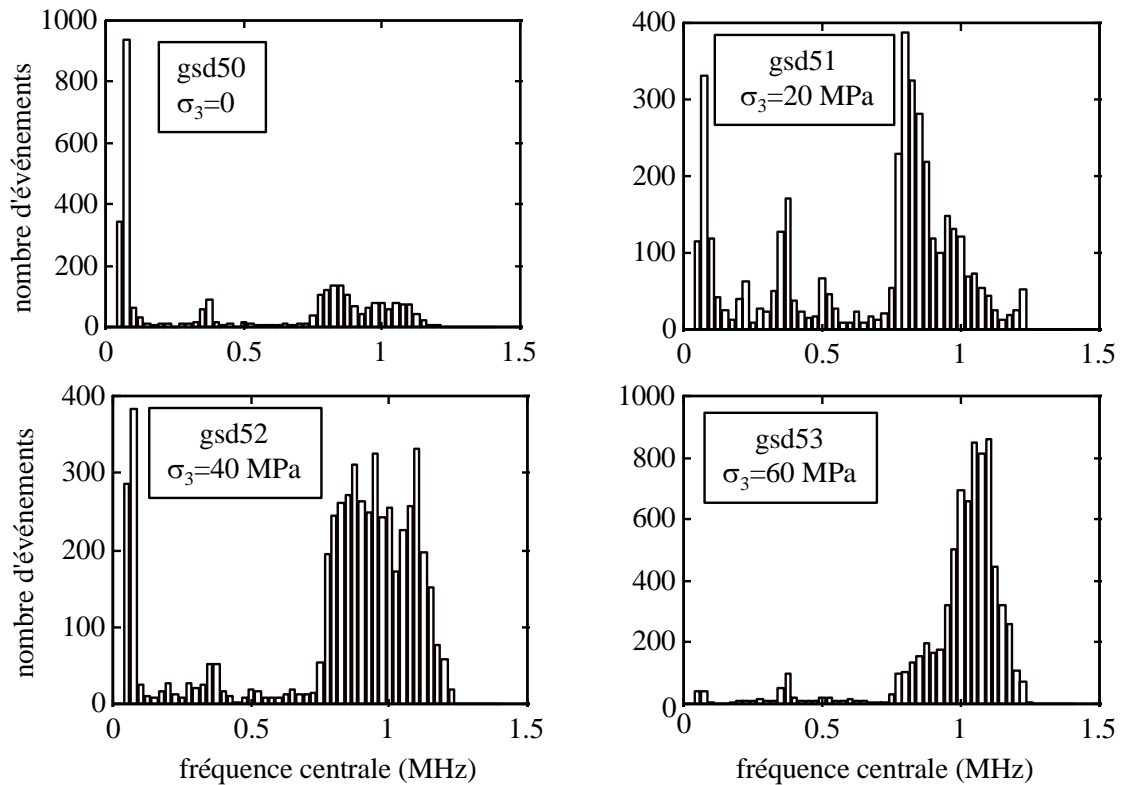 nombre d'événements
1000
800
600
400
200
0
gsd50
σ3=0
0 0.5 1 1.5
400
300
200
100
0
gsd51
σ3=20 MPa
0 0.5 1 1.5
nombre d'événements
400
300
200
100
0
gsd52
σ3=40 MPa
0 0.5 1 1.5
fréquence centrale (MHz)
1000
800
600
400
200
0
gsd53
σ3=60 MPa
0 0.5 1 1.5
fréquence centrale (MHz)